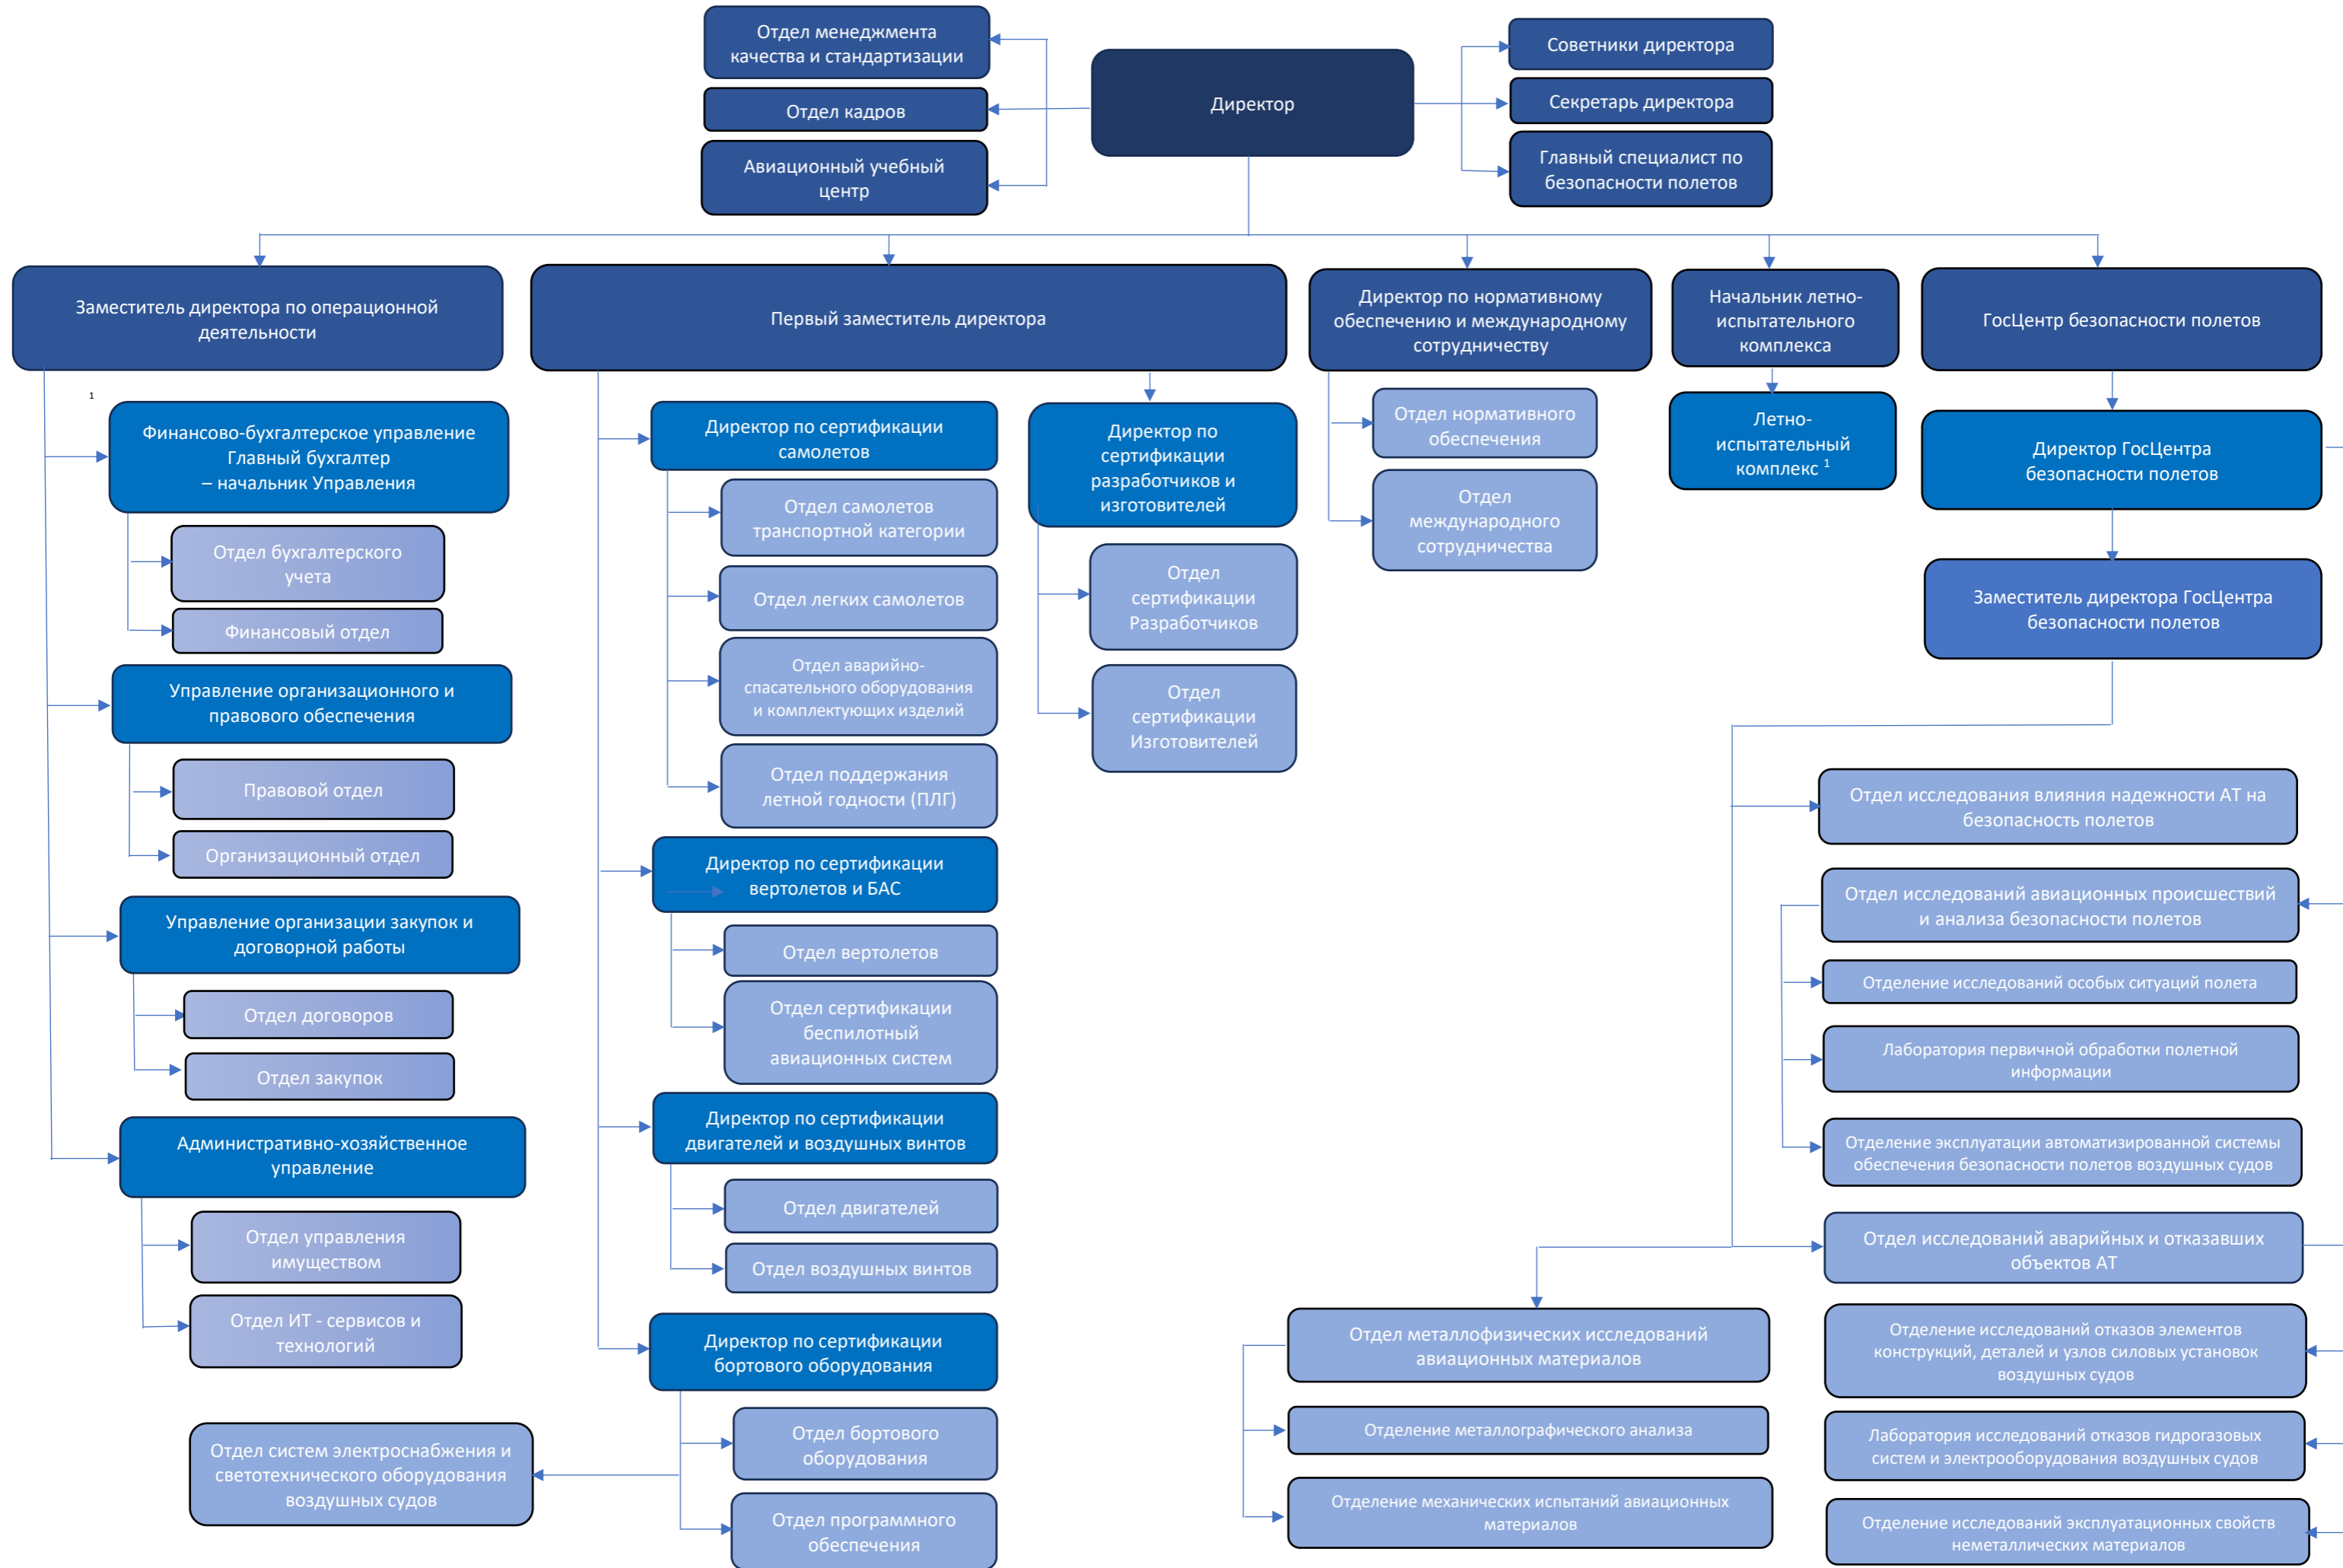 Отдел менеджмента
качества и стандартизации
Отдел кадров
Авиационный учебный
центр
Директор
Советники директора
Секретарь директора
Главный специалист по
безопасности полетов
Заместитель директора по операционной
деятельности
Первый заместитель директора
Директор по нормативному
обеспечению и международному
сотрудничеству
Начальник летно-
испытательного
комплекса
ГосЦентр безопасности полетов
1
Финансово-бухгалтерское управление
Главный бухгалтер
– начальник Управления
Отдел бухгалтерского
учета
Финансовый отдел
Управление организационного и
правового обеспечения
Правовой отдел
Организационный отдел
Управление организации закупок и
договорной работы
Отдел договоров
Отдел закупок
Административно-хозяйственное
управление
Отдел управления
имуществом
Отдел ИТ - сервисов и
технологий
Директор по сертификации
самолетов
Отдел самолетов
транспортной категории
Отдел легких самолетов
Отдел аварийно-
спасательного оборудования
и комплектующих изделий
Отдел поддержания
летной годности (ПЛГ)
Директор по сертификации
вертолетов и БАС
Отдел вертолетов
Отдел сертификации
беспилотный
авиационных систем
Директор по сертификации
двигателей и воздушных винтов
Отдел двигателей
Отдел воздушных винтов
Директор по сертификации
бортового оборудования
Отдел бортового
оборудования
Отдел систем электроснабжения и
светотехнического оборудования
воздушных судов
Отдел программного
обеспечения
Директор по
сертификации
разработчиков и
изготовителей
Отдел
сертификации
Разработчиков
Отдел
сертификации
Изготовителей
Отдел нормативного
обеспечения
Отдел
международного
сотрудничества
Летно-
испытательный
комплекс 1
Директор ГосЦентра
безопасности полетов
Заместитель директора ГосЦентра
безопасности полетов
Отдел исследования влияния надежности АТ на
безопасность полетов
Отдел исследований авиационных происшествий
и анализа безопасности полетов
Отделение исследований особых ситуаций полета
Лаборатория первичной обработки полетной
информации
Отделение эксплуатации автоматизированной системы
обеспечения безопасности полетов воздушных судов
Отдел исследований аварийных и отказавших
объектов АТ
Отделение исследований отказов элементов
конструкций, деталей и узлов силовых установок
воздушных судов
Лаборатория исследований отказов гидрогазовых
систем и электрооборудования воздушных судов
Отделение исследований эксплуатационных свойств
неметаллических материалов
Отдел металлофизических исследований
авиационных материалов
Отделение металлографического анализа
Отделение механических испытаний авиационных
материалов